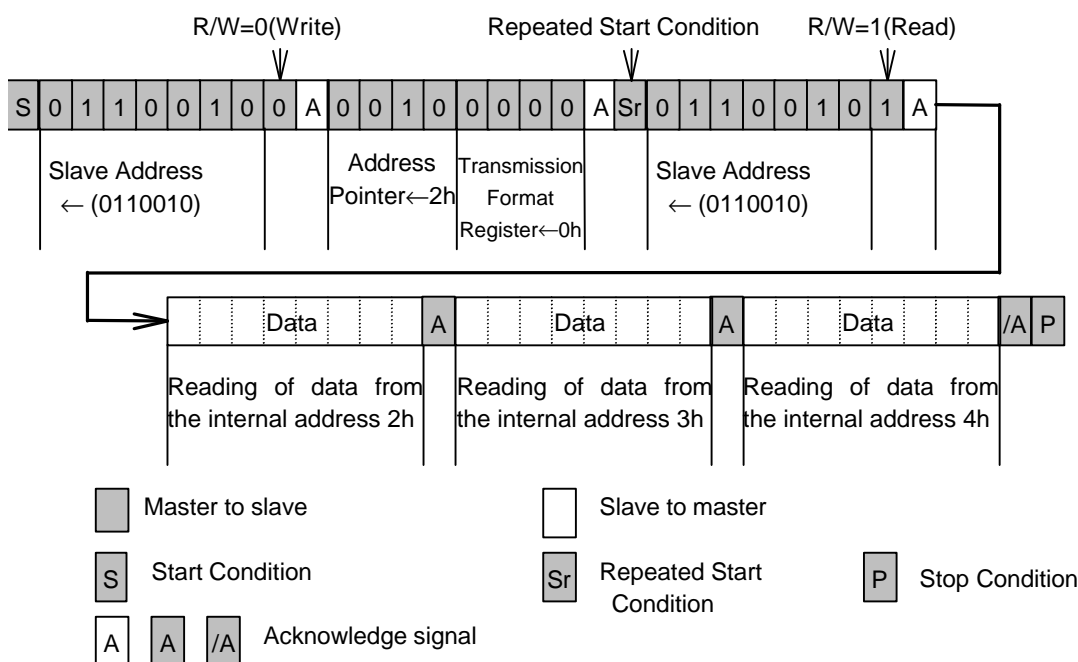 R/W=0(Write) Repeated Start Condition R/W=1(Read)
S 0 1 1 0 0 1 0 0 A 0 0 1 0 0 0 0 0 A Sr 0 1 1 0 0 1 0 1 A
Slave Address
← (0110010)
Address
Pointer←2h
Transmission
Format
Register←0h
Slave Address
← (0110010)
Data A Data A Data /A P
Reading of data from
the internal address 2h
Reading of data from
the internal address 3h
Reading of data from
the internal address 4h
Master to slave Slave to master
S Start Condition Sr Repeated Start
Condition
P Stop Condition
A A /A Acknowledge signal